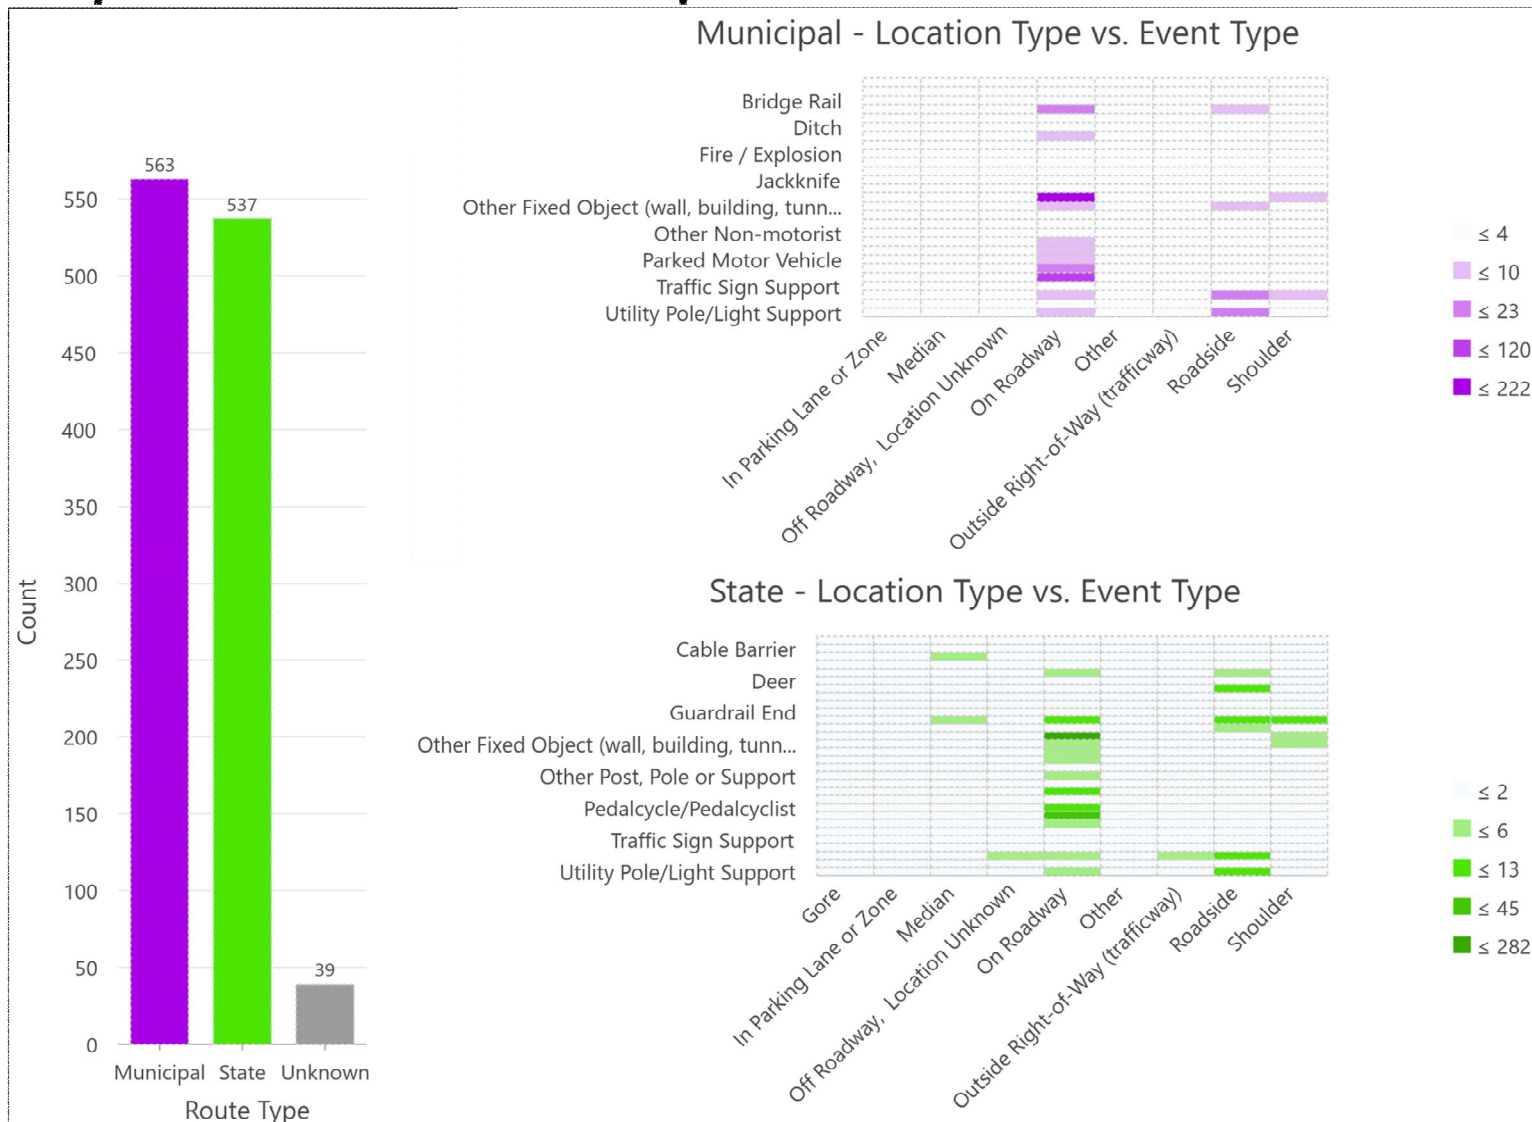 Municipal - Location Type vs. Event Type
Bridge Rail
Ditch
Fire / Explosion
Jackknife
Other Fixed Object (wall, building, tunn...
Other Non-motorist
Parked Motor Vehicle
Traffic Sign Support
Utility Pole/Light Support
In Parking Lane or Zone
Median
Off Roadway, Location Unknown
On Roadway
Other
Outside Right-of-Way (trafficway)
Roadside
Shoulder
≤ 4
≤ 10
≤ 23
≤ 120
≤ 222
563
537
39
550
500
450
400
350
300
250
200
150
100
50
0
Count
Municipal State Unknown
Route Type
State - Location Type vs. Event Type
Cable Barrier
Deer
Guardrail End
Other Fixed Object (wall, building, tunn...
Other Post, Pole or Support
Pedalcycle/Pedalcyclist
Traffic Sign Support
Utility Pole/Light Support
Gore
In Parking Lane or Zone
Median
Off Roadway, Location Unknown
On Roadway
Other
Outside Right-of-Way (trafficway)
Roadside
Shoulder
≤ 2
≤ 6
≤ 13
≤ 45
≤ 282